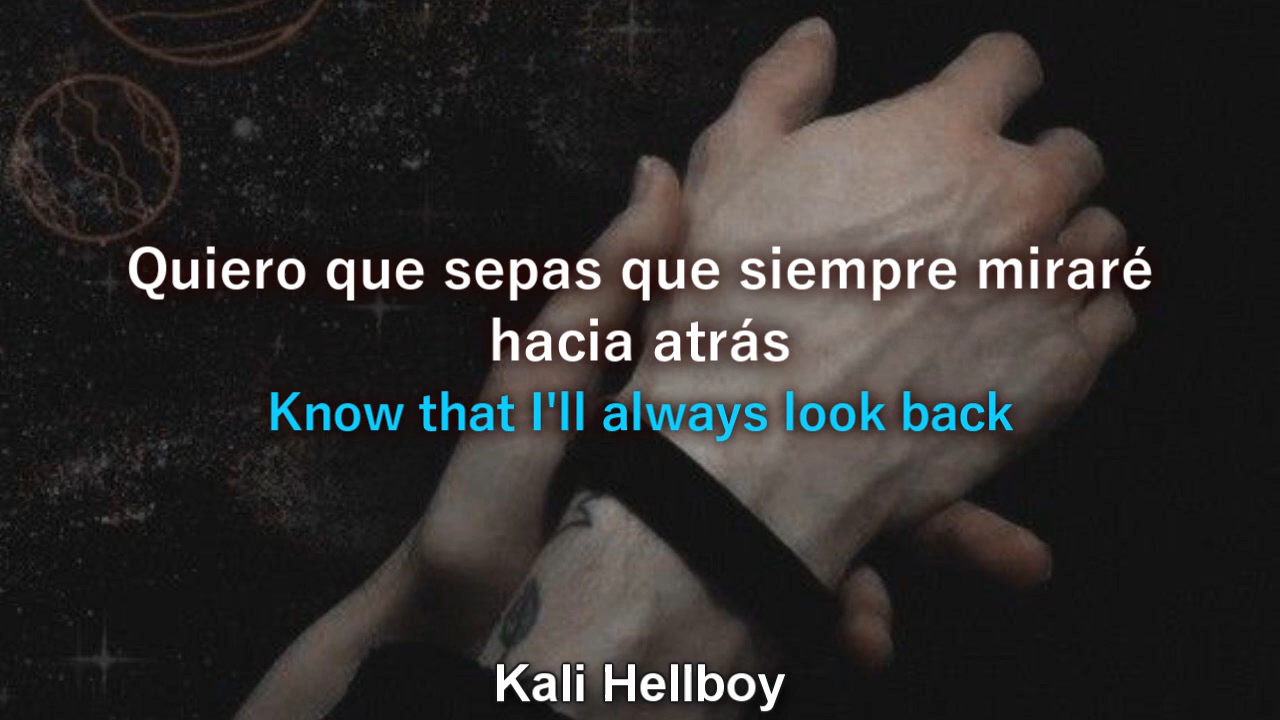 Quiero que sepas que siempre miraré
hacia atrás
Know that I'll always look back
Kali Hellboy